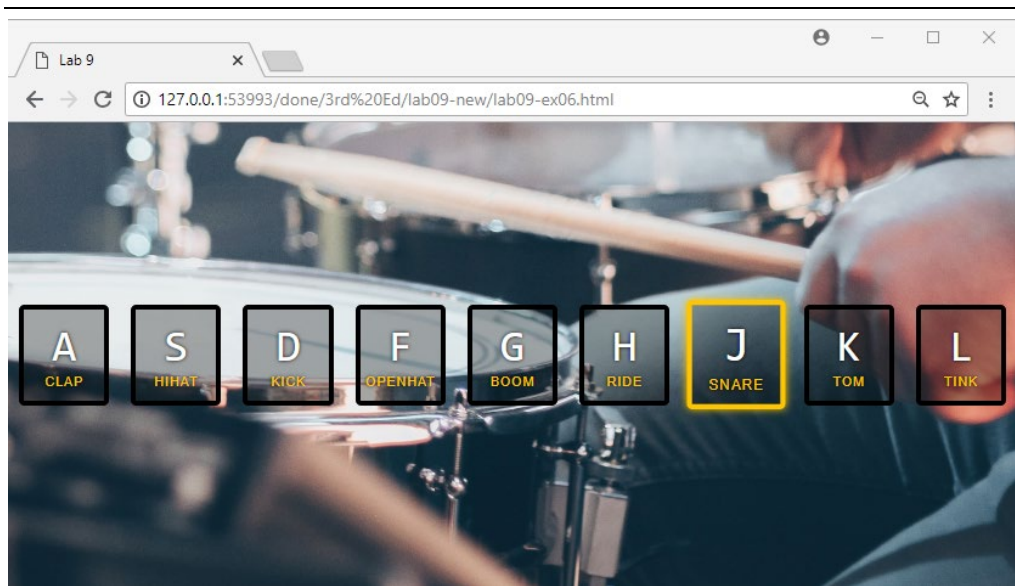 Lab 9
127.0.0.1:53993/done/3rd%20Ed/lab09-new/lab09-ex06.html
A S D F G H J K L
CLAP HIHAT KICK OPENHAT BOOM RIDE SNARE TOM TINK